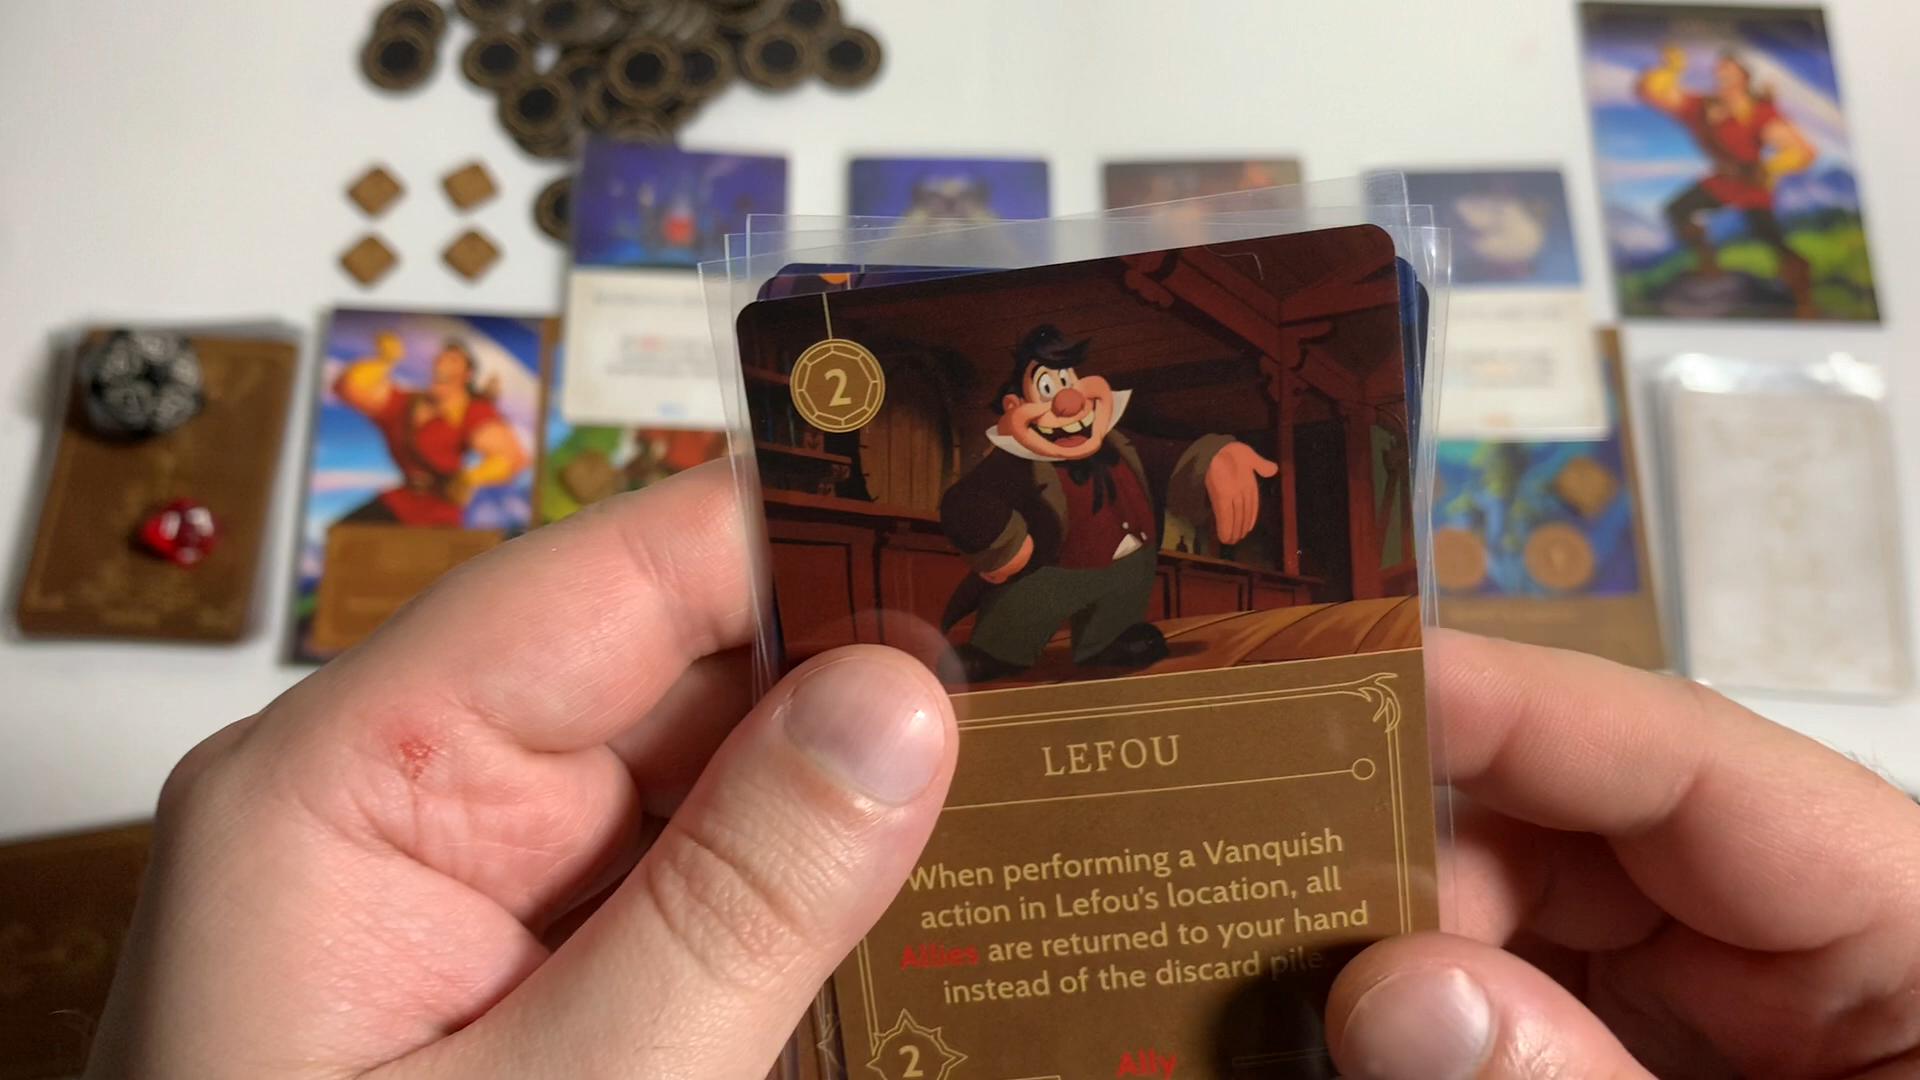 2
LEFOU
When performing a Vanquish
action in Lefou's location, all
Allies are returned to your hand
instead of the discard pile.
2
Ally